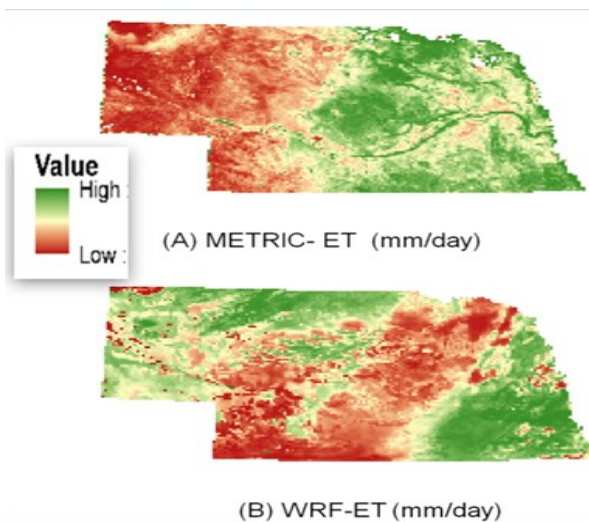 Value
High :
Low :
(A) METRIC- ET (mm/day)
(B) WRF-ET (mm/day)